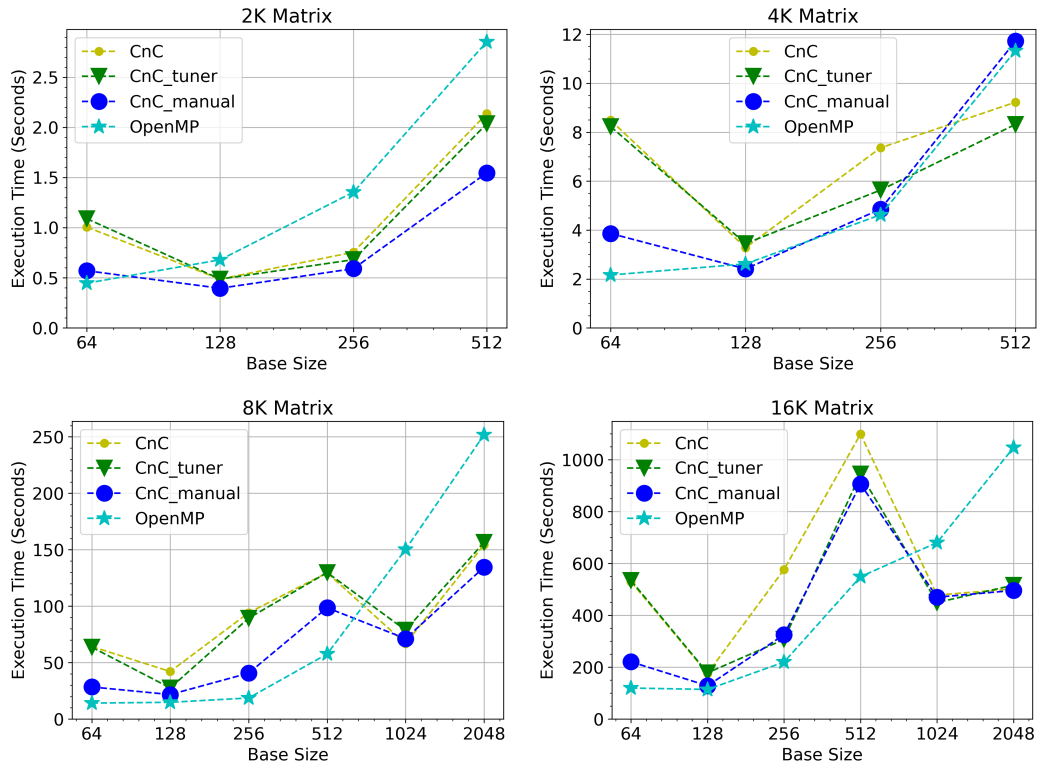 2K Matrix
CnC
CnC_tuner
CnC_manual
OpenMP
Execution Time (Seconds)
2.5
2.0
1.5
1.0
0.5
0.0
64 128 256 512
Base Size
4K Matrix
CnC
CnC_tuner
CnC_manual
OpenMP
Execution Time (Seconds)
12
10
8
6
4
2
0
64 128 256 512
Base Size
8K Matrix
CnC
CnC_tuner
CnC_manual
OpenMP
Execution Time (Seconds)
250
200
150
100
50
0
64 128 256 512 1024 2048
Base Size
16K Matrix
CnC
CnC_tuner
CnC_manual
OpenMP
Execution Time (Seconds)
1000
800
600
400
200
0
64 128 256 512 1024 2048
Base Size